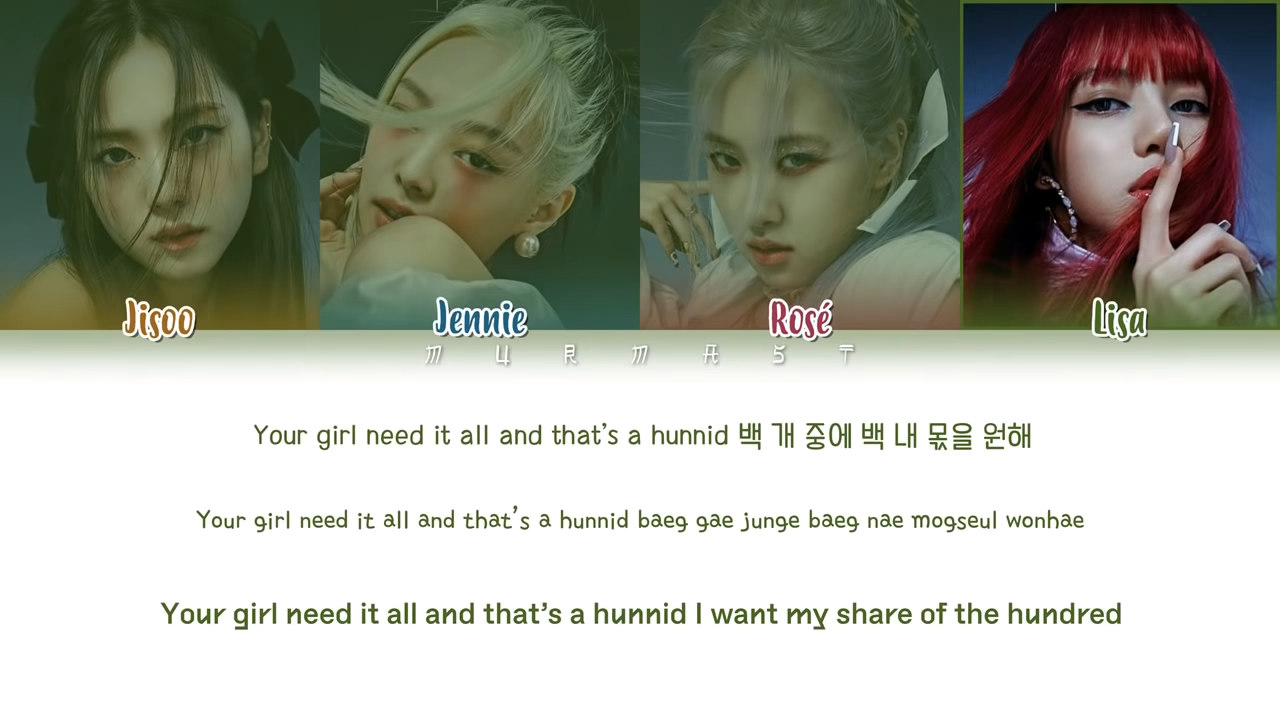 Jisoo Jennie Rosé Lisa
MURMAST
Your girl need it all and that's a hunnid 백 개 중에 백 내 몫을 원해
Your girl need it all and that's a hunnid baeg gae junge baeg nae mogseul wonhae
Your girl need it all and that's a hunnid I want my share of the hundred